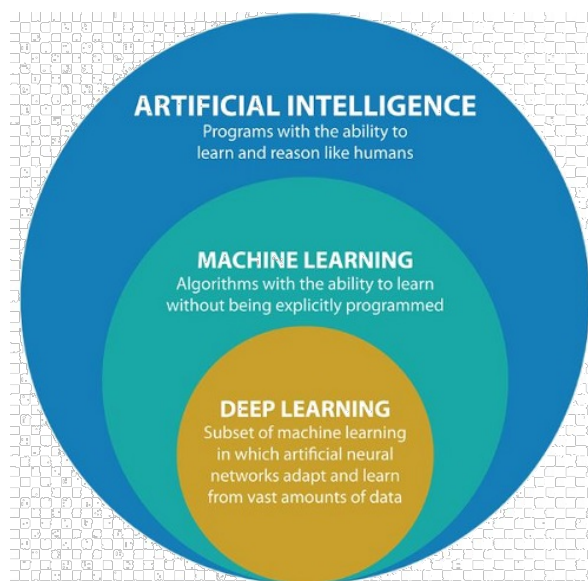 ARTIFICIAL INTELLIGENCE
Programs with the ability to
learn and reason like humans
MACHINE LEARNING
Algorithms with the ability to learn
without being explicitly programmed
DEEP LEARNING
Subset of machine learning
in which artificial neural
networks adapt and learn
from vast amounts of data